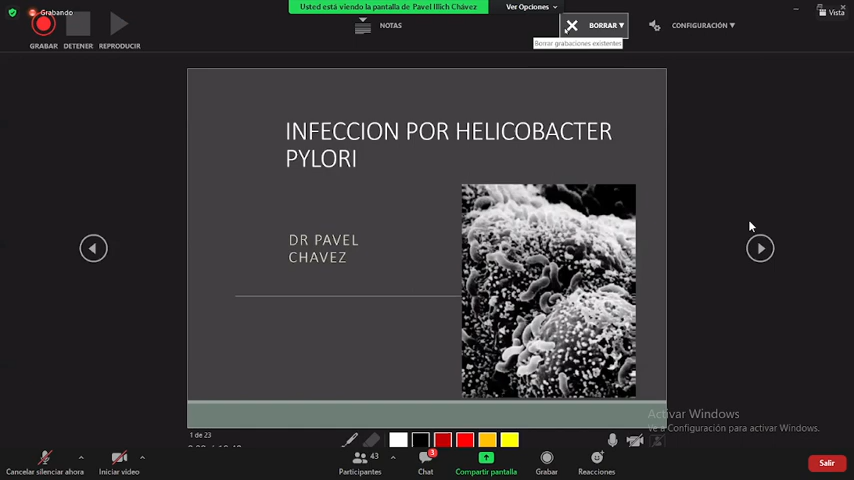 Grabando
Usted está viendo la pantalla de Pavel Illich Chávez
Ver Opciones
Vista
GRABAR
DETENER
REPRODUCIR
NOTAS
BORRAR
CONFIGURACIÓN
Borrar grabaciones existentes
INFECCION POR HELICOBACTER
PYLORI
DR PAVEL
CHAVEZ
Activar Windows
Ve a Configuración para activar Windows.
1 de 23
3
43
Cancelar silenciar ahora
Iniciar video
Participantes
Chat
Compartir pantalla
Grabar
Reacciones
Salir